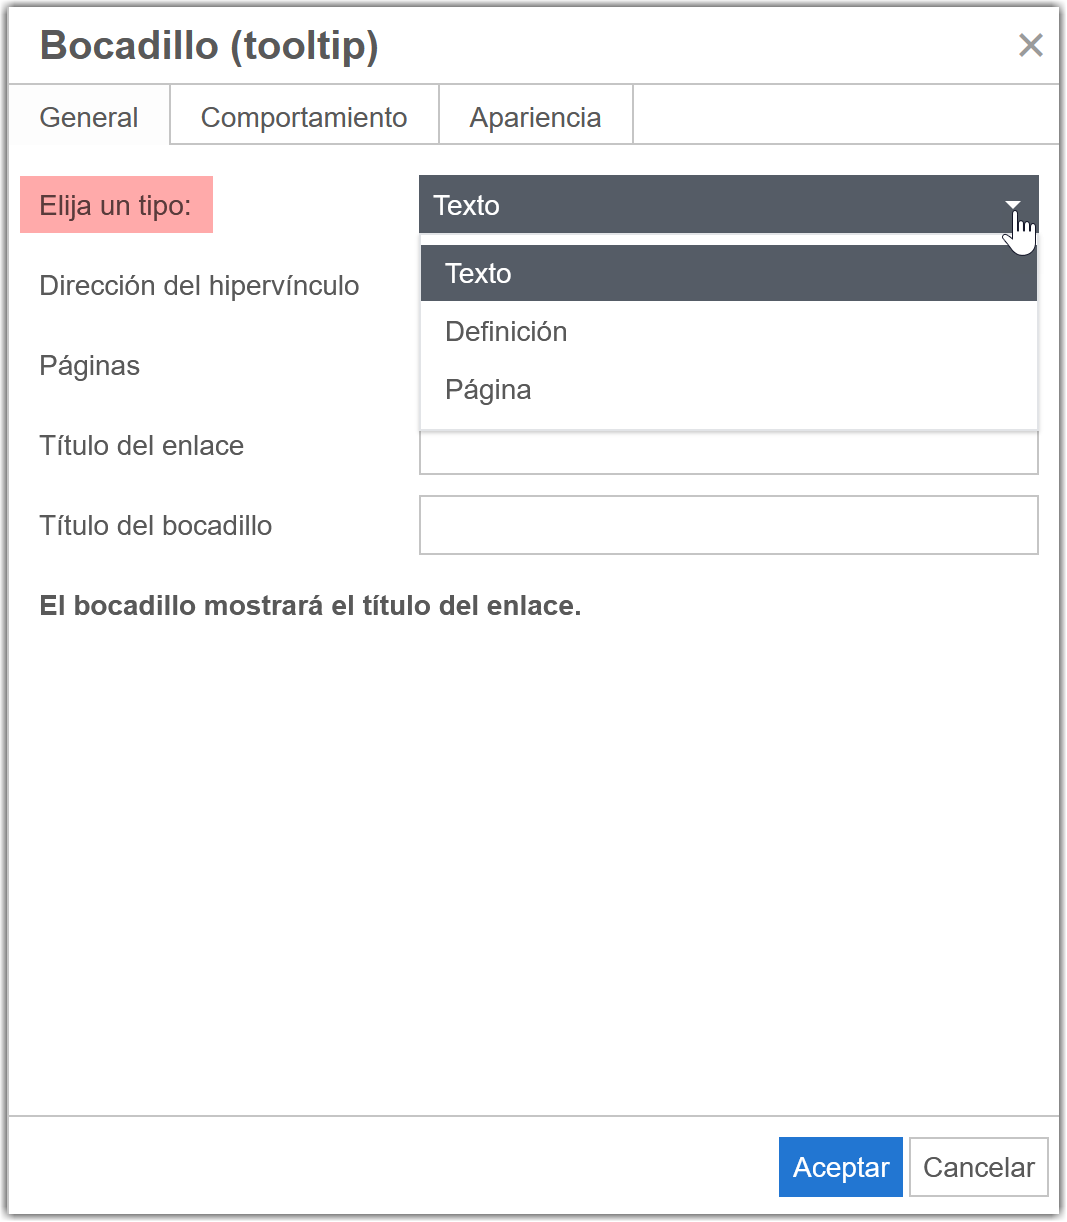 Bocadillo (tooltip)
General
Comportamiento
Apariencia
Elija un tipo:
Texto
Texto
Dirección del hipervínculo
Definición
Páginas
Página
Título del enlace
Título del bocadillo
El bocadillo mostrará el título del enlace.
Aceptar
Cancelar